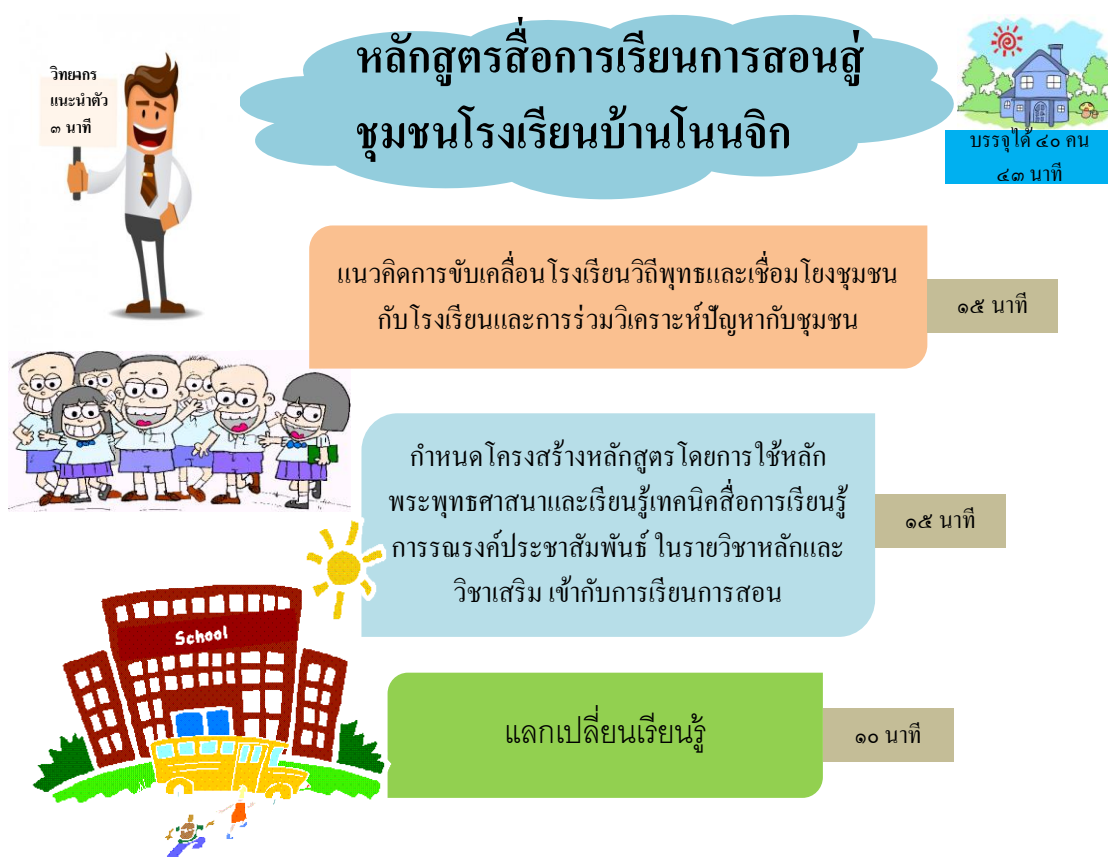 วิทยากร
แนะนำตัว
๓ นาที
หลักสูตรสื่อการเรียนการสอนสู่
ชุมชนโรงเรียนบ้านโนนจิก
บรรจุได้ ๔๐ คน
๔๓ นาที
แนวคิดการขับเคลื่อนโรงเรียนวิถีพุทธและเชื่อมโยงชุมชน
กับโรงเรียนและการร่วมวิเคราะห์ปัญหากับชุมชน
๑๕ นาที
กำหนดโครงสร้างหลักสูตรโดยการใช้หลัก
พระพุทธศาสนาและเรียนรู้เทคนิคสื่อการเรียนรู้
การรณรงค์ประชาสัมพันธ์ ในรายวิชาหลักและ
วิชาเสริม เข้ากับการเรียนการสอน
๑๕ นาที
School
แลกเปลี่ยนเรียนรู้
๑๐ นาที